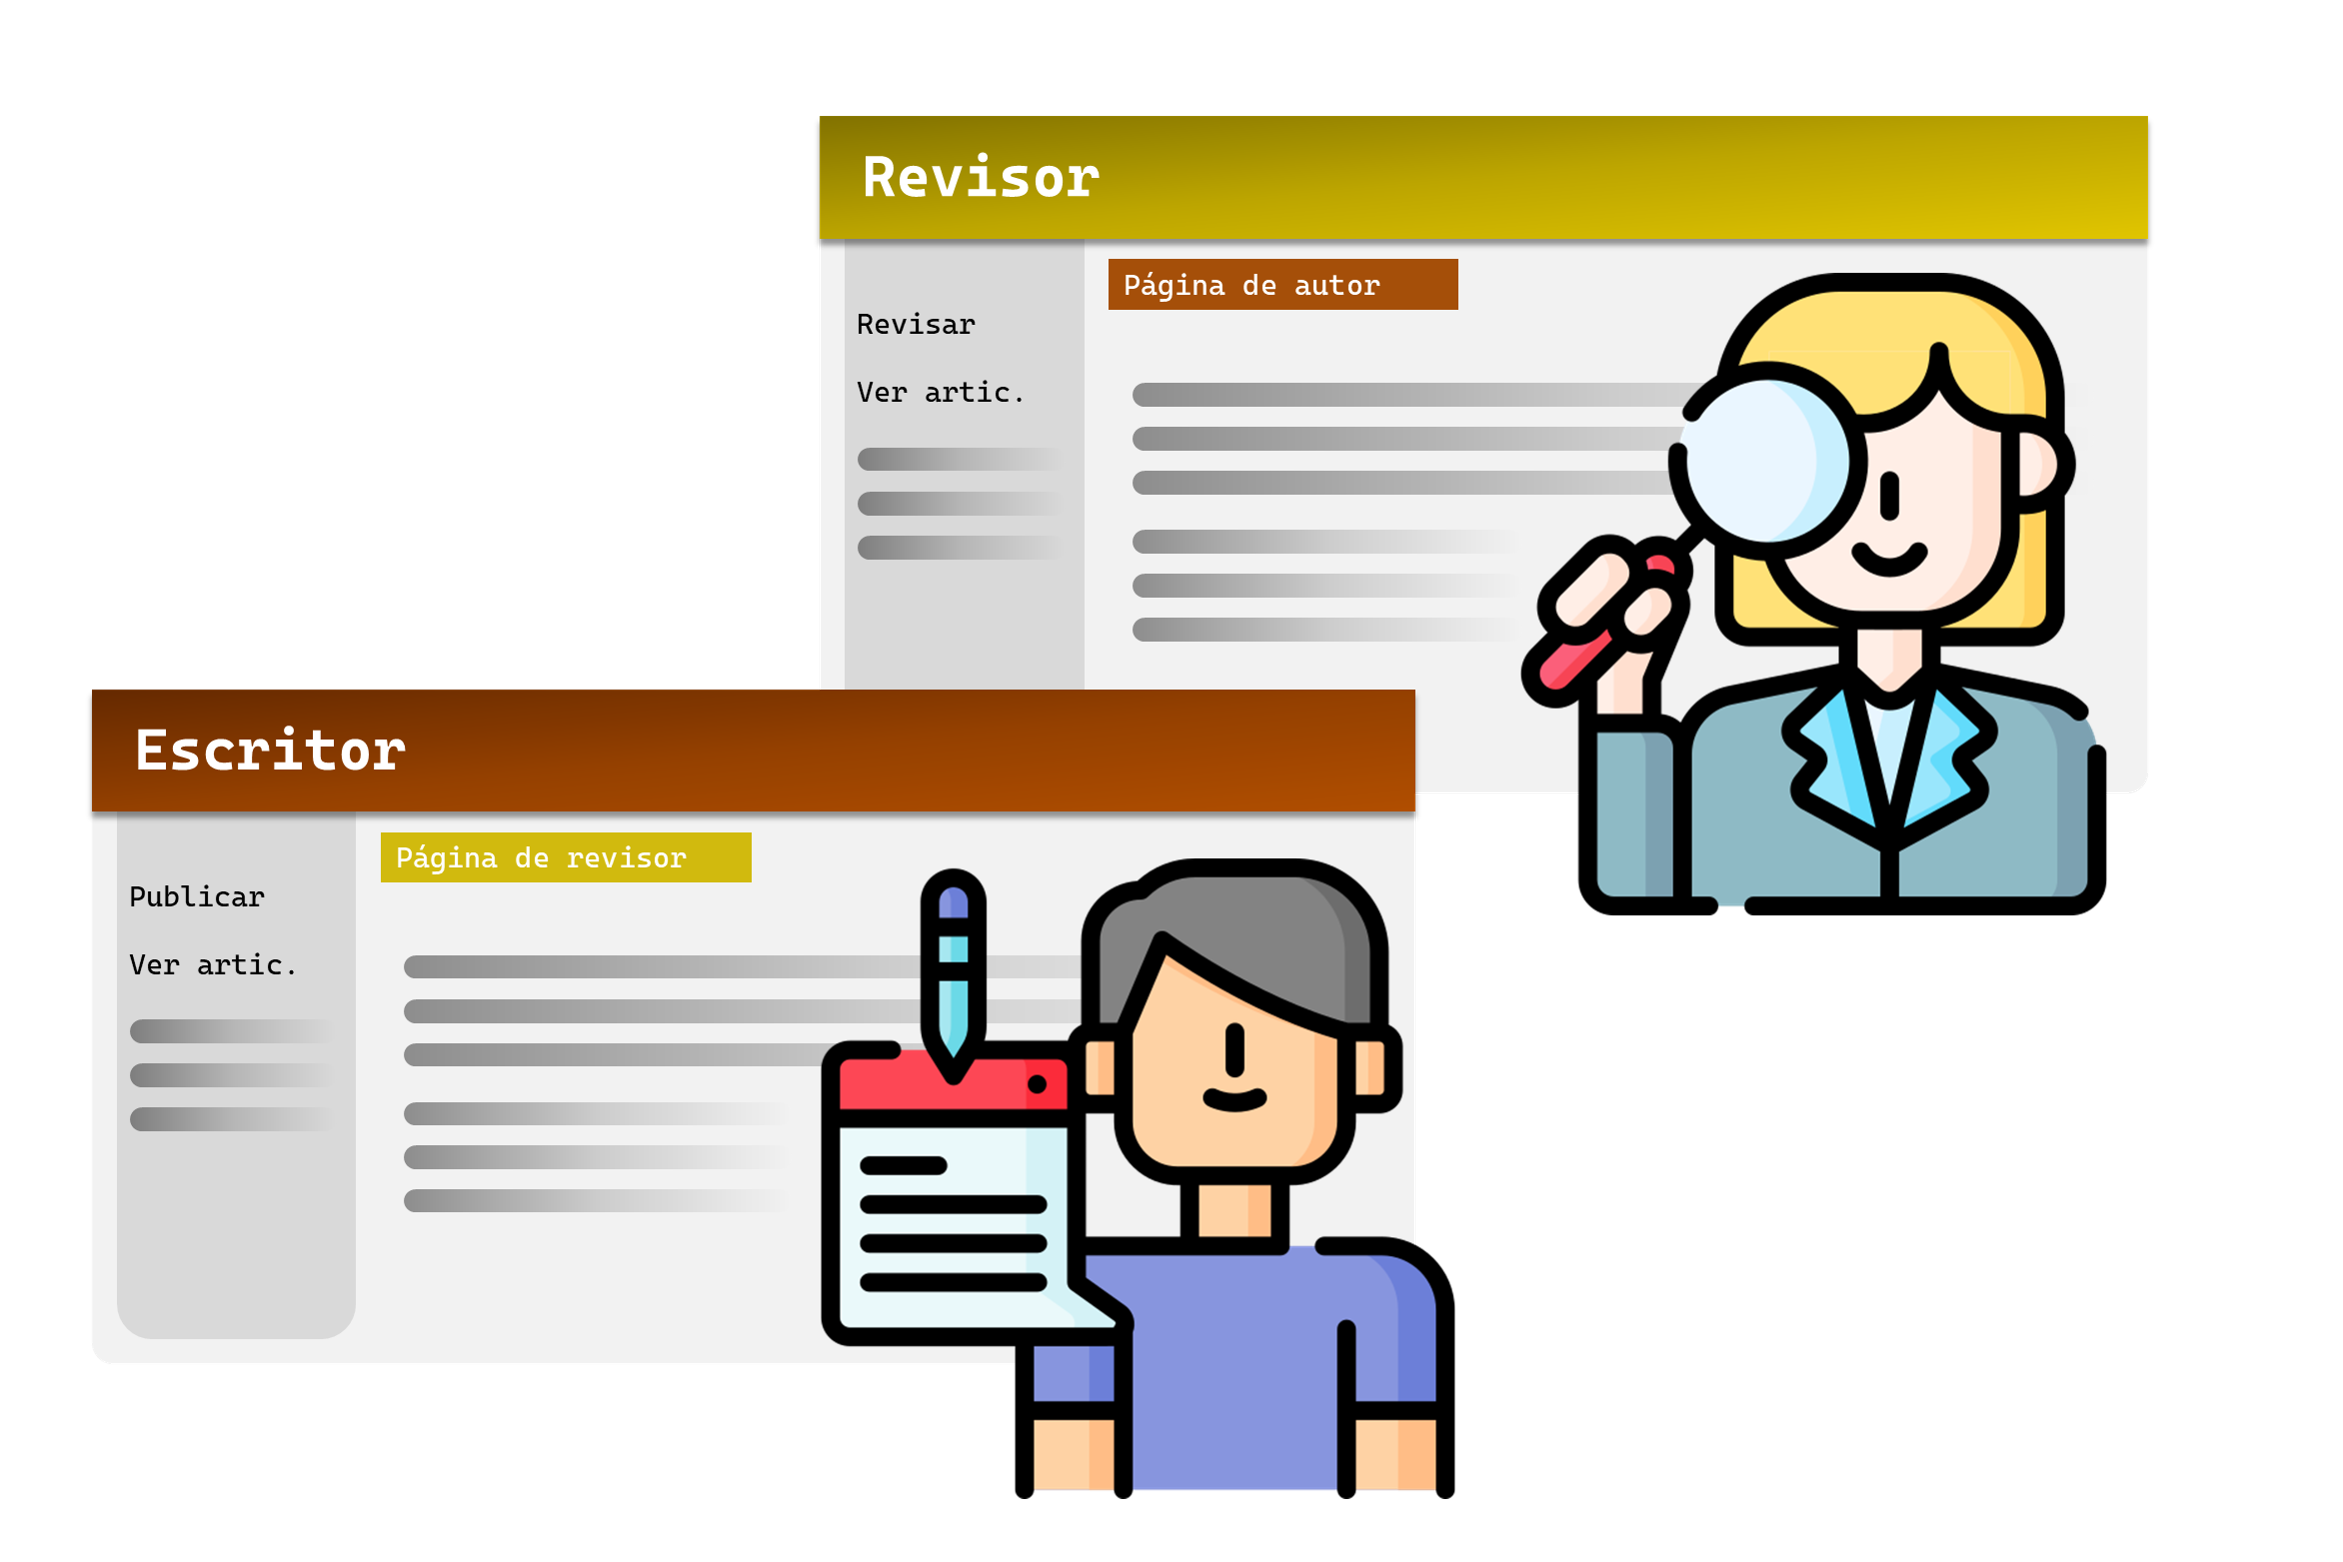 Revisor
Página de autor
Revisar
Ver artic.
Escritor
Página de revisor
Publicar
Ver artic.